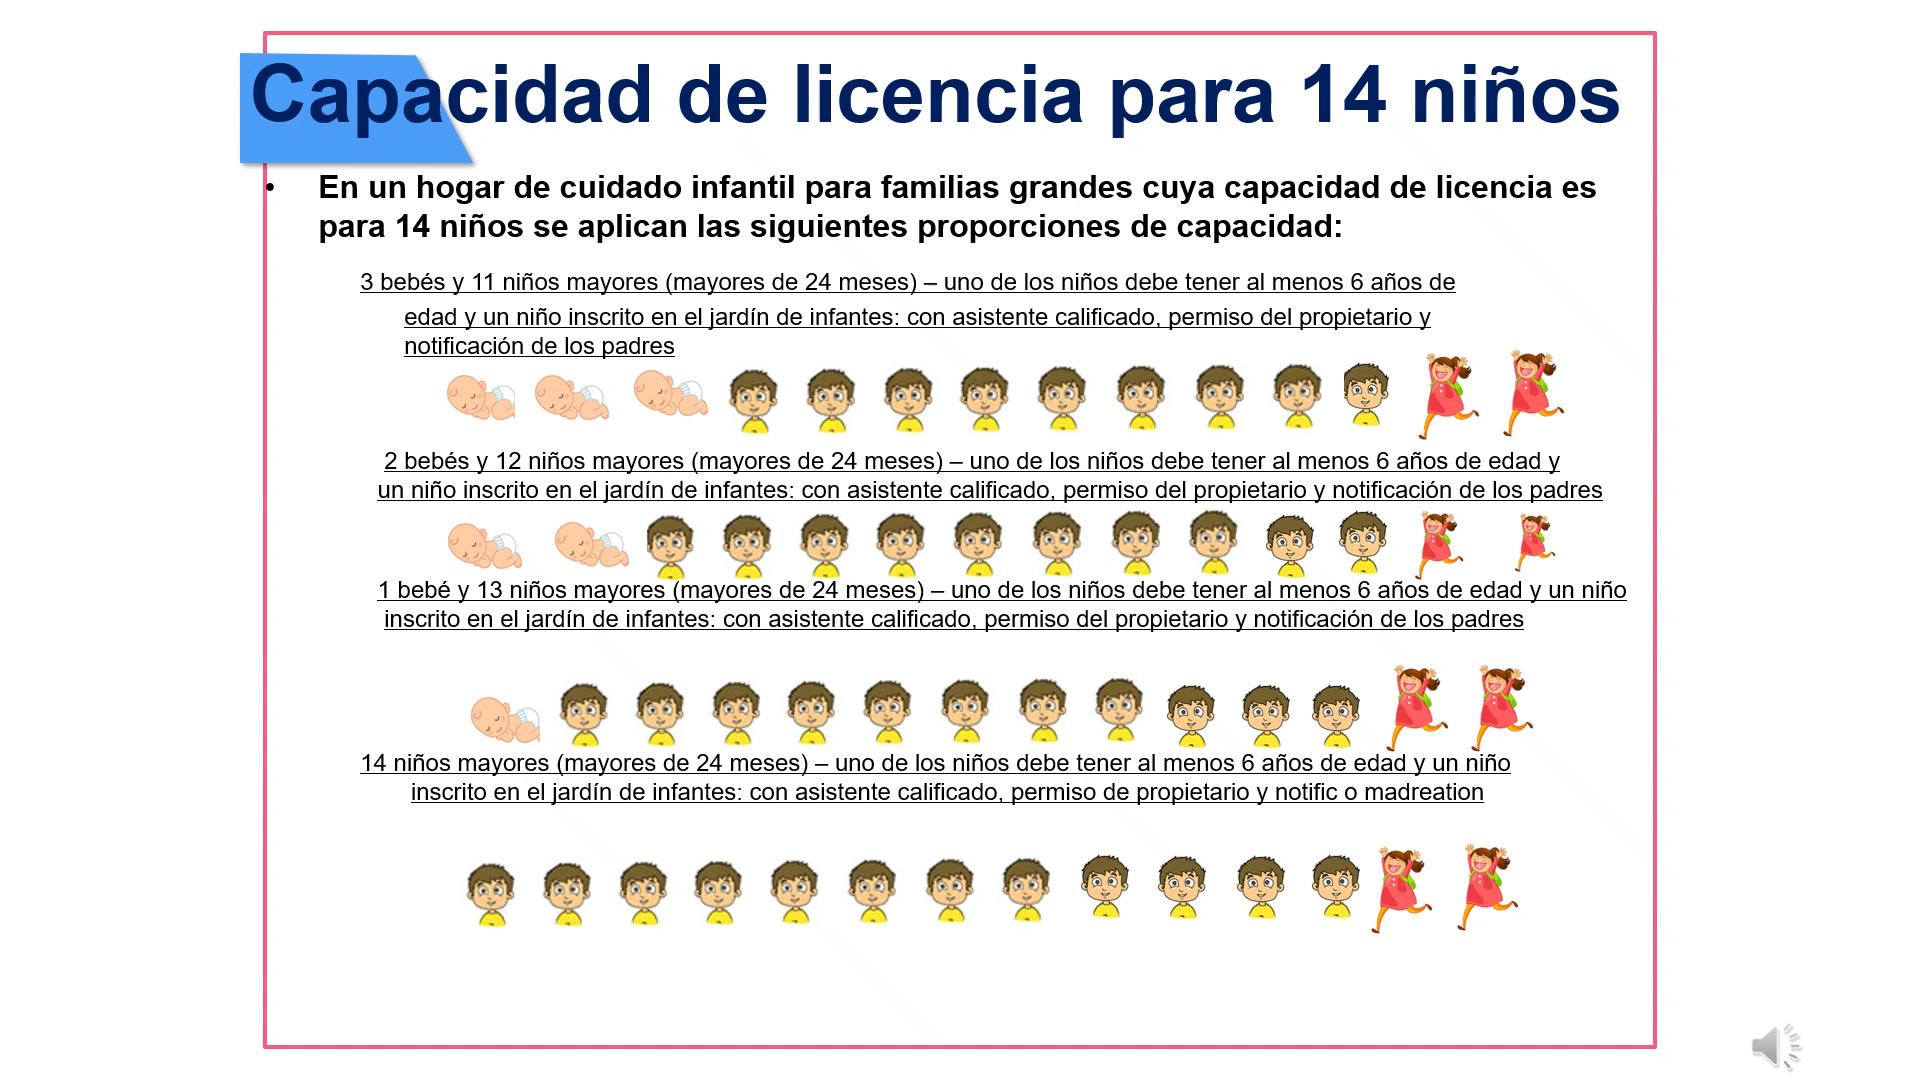 Capacidad de licencia para 14 niños
• En un hogar de cuidado infantil para familias grandes cuya capacidad de licencia es
para 14 niños se aplican las siguientes proporciones de capacidad:
3 bebés y 11 niños mayores (mayores de 24 meses) – uno de los niños debe tener al menos 6 años de
edad y un niño inscrito en el jardín de infantes: con asistente calificado, permiso del propietario y
notificación de los padres
2 bebés y 12 niños mayores (mayores de 24 meses) – uno de los niños debe tener al menos 6 años de edad y
un niño inscrito en el jardín de infantes: con asistente calificado, permiso del propietario y notificación de los padres
1 bebé y 13 niños mayores (mayores de 24 meses) – uno de los niños debe tener al menos 6 años de edad y un niño
inscrito en el jardín de infantes: con asistente calificado, permiso del propietario y notificación de los padres
14 niños mayores (mayores de 24 meses) – uno de los niños debe tener al menos 6 años de edad y un niño
inscrito en el jardín de infantes: con asistente calificado, permiso de propietario y notific o madreation